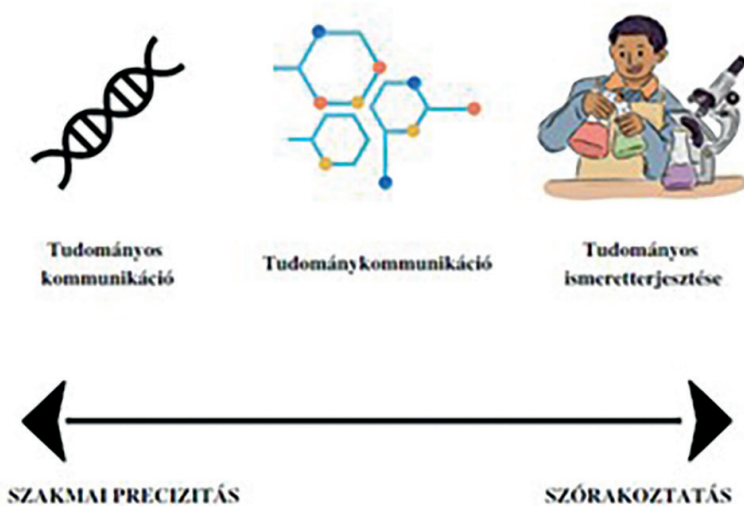 Tudományos
kommunikáció
Tudománykommunikáció
Tudományos
ismeretterjesztése
SZAKMAI PRECIZITÁS
SZÓRAKOZTATÁS